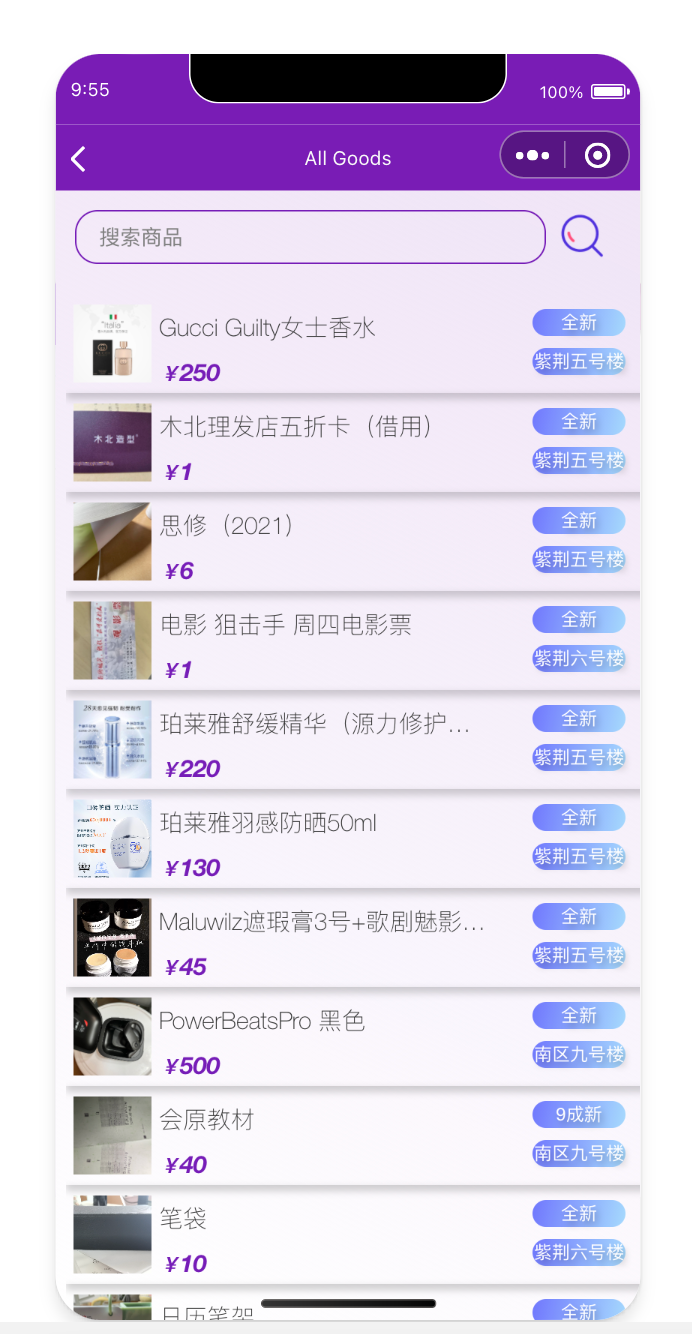 9:55
100%
All Goods
搜索商品
Gucci Guilty女士香水
全新
¥250
紫荆五号楼
木北造型
木北理发店五折卡（借用）
全新
¥1
紫荆五号楼
思修（2021）
全新
¥6
紫荆五号楼
电影 狙击手 周四电影票
全新
¥1
紫荆六号楼
珀莱雅舒缓精华（源力修护...
全新
¥220
紫荆五号楼
珀莱雅羽感防晒50ml
全新
¥130
紫荆五号楼
Maluwilz遮瑕膏3号+歌剧魅影...
全新
¥45
紫荆五号楼
PowerBeatsPro 黑色
全新
¥500
南区九号楼
会原教材
9成新
¥40
南区九号楼
笔袋
全新
¥10
紫荆六号楼
日历笔架
全新